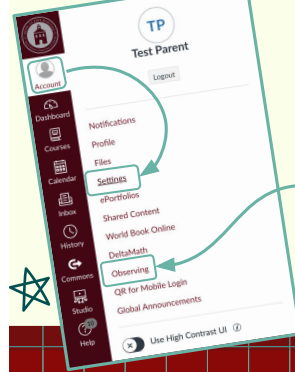 TP
Test Parent
Logout
Account
Dashboard
Courses
Calendar
Inbox
History
Commons
Studio
10
Help
Notifications
Profile
Files
Settings
ePortfolios
Shared Content
World Book Online
DeltaMath
Observing
QR for Mobile Login
Global Announcements
Use High Contrast UI